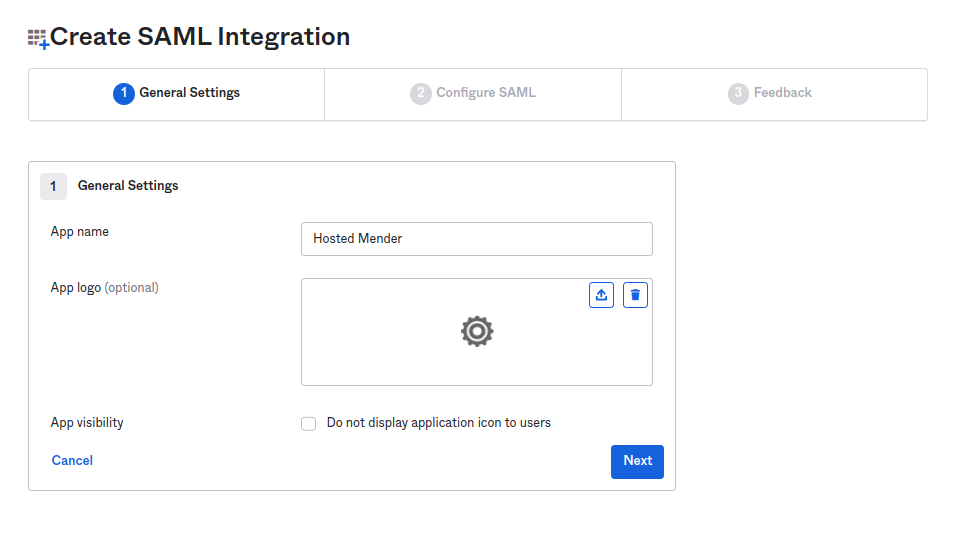 Create SAML Integration
1 General Settings
2 Configure SAML
3 Feedback
1 General Settings
App name
Hosted Mender
App logo (optional)
App visibility
Do not display application icon to users
Cancel
Next